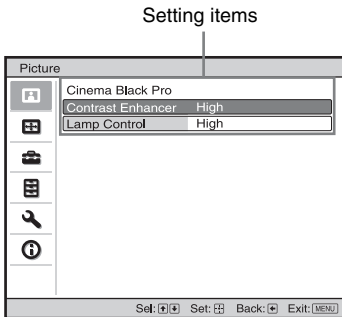 Setting items
Picture
Cinema Black Pro
Contrast Enhancer High
Lamp Control High
Sel: Set: Back: Exit: MENU